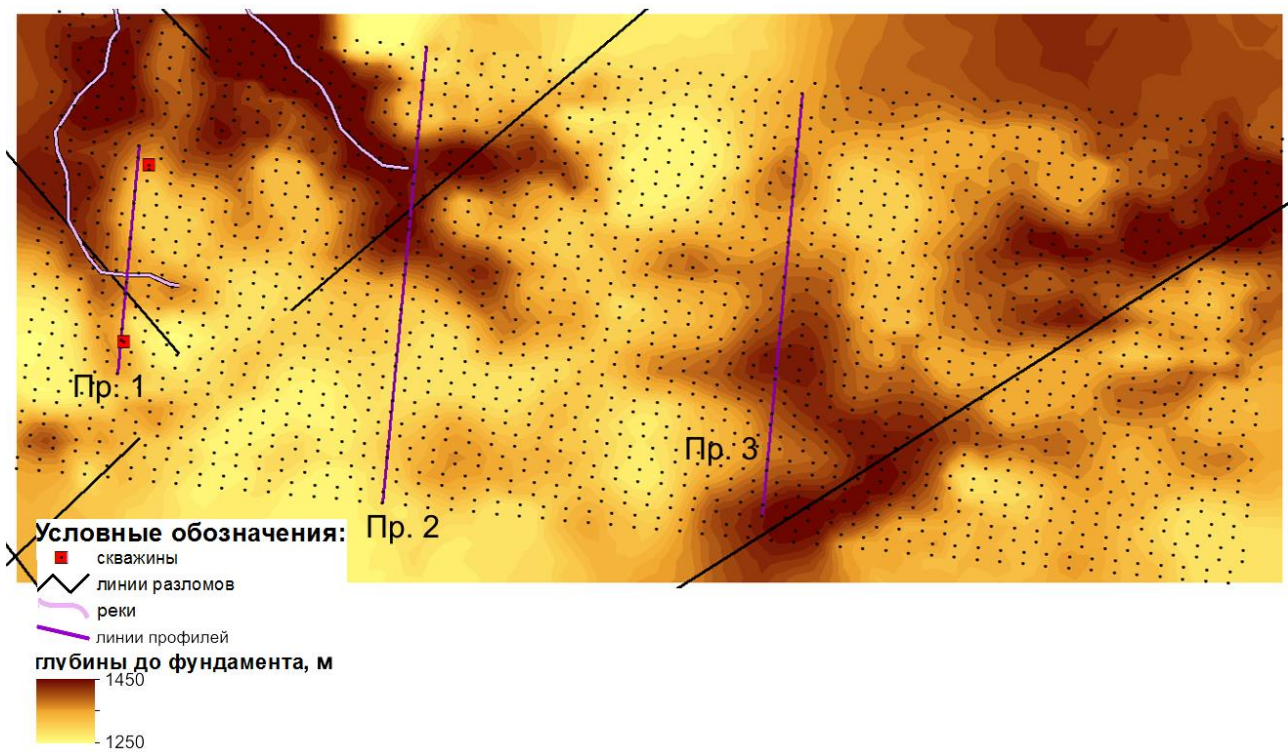 Пр. 1
Пр. 3
Пр. 2
Условные обозначения:
скважины
линии разломов
реки
линии профилей
глубины до фундамента, м
1450
1250